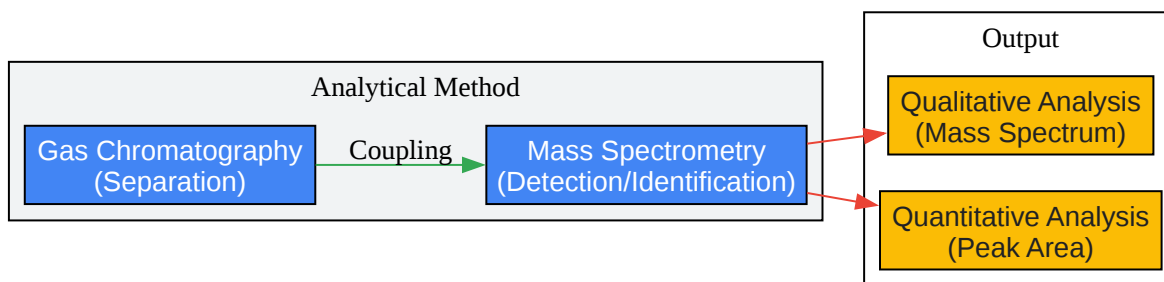 Analytical Method
Gas Chromatography
(Separation)
Coupling
Mass Spectrometry
(Detection/Identification)
Output
Qualitative Analysis
(Mass Spectrum)
Quantitative Analysis
(Peak Area)